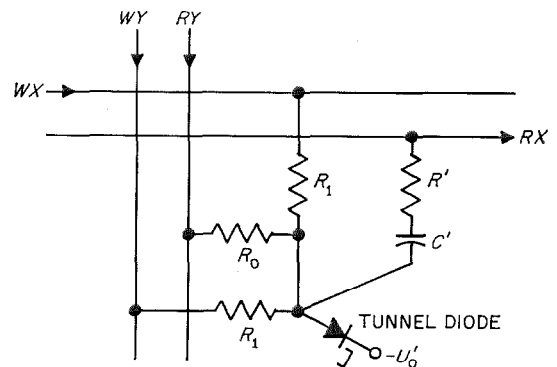 WY RY
WX
RX
R₁
R'
R₀
C'
R₁
TUNNEL DIODE
-U₀'